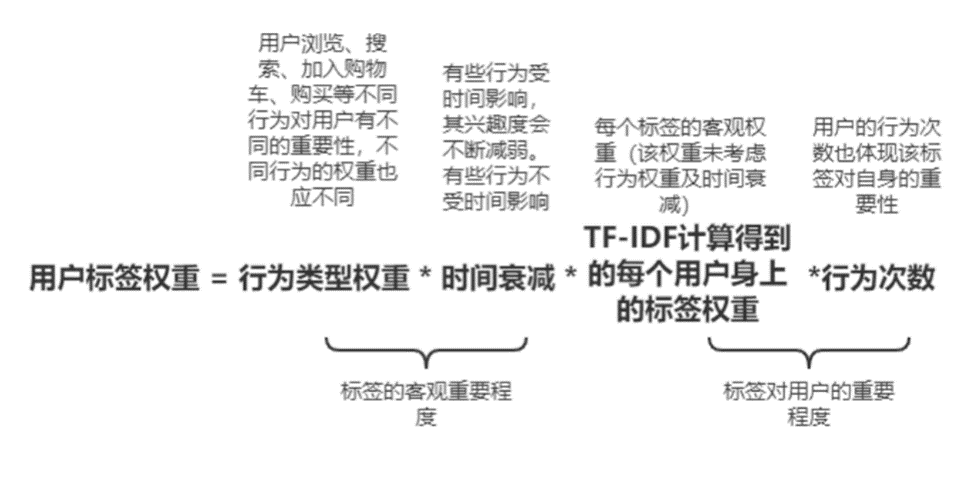 用户浏览、搜
索、加入购物
车、购买等不同
行为对用户有不
同的重要性，不
同行为的权重也
应不同
有些行为受
时间影响，
其兴趣度会
不断减弱。
有些行为不
受时间影响
每个标签的客观权
重（该权重未考虑
行为权重及时间衰
减）
用户的行为次
数也体现该标
签对自身的重
要性
用户标签权重 = 行为类型权重 * 时间衰减 *
TF-IDF计算得到
的每个用户身上
的标签权重
*行为次数
标签的客观重要程
度
标签对用户的重要
程度